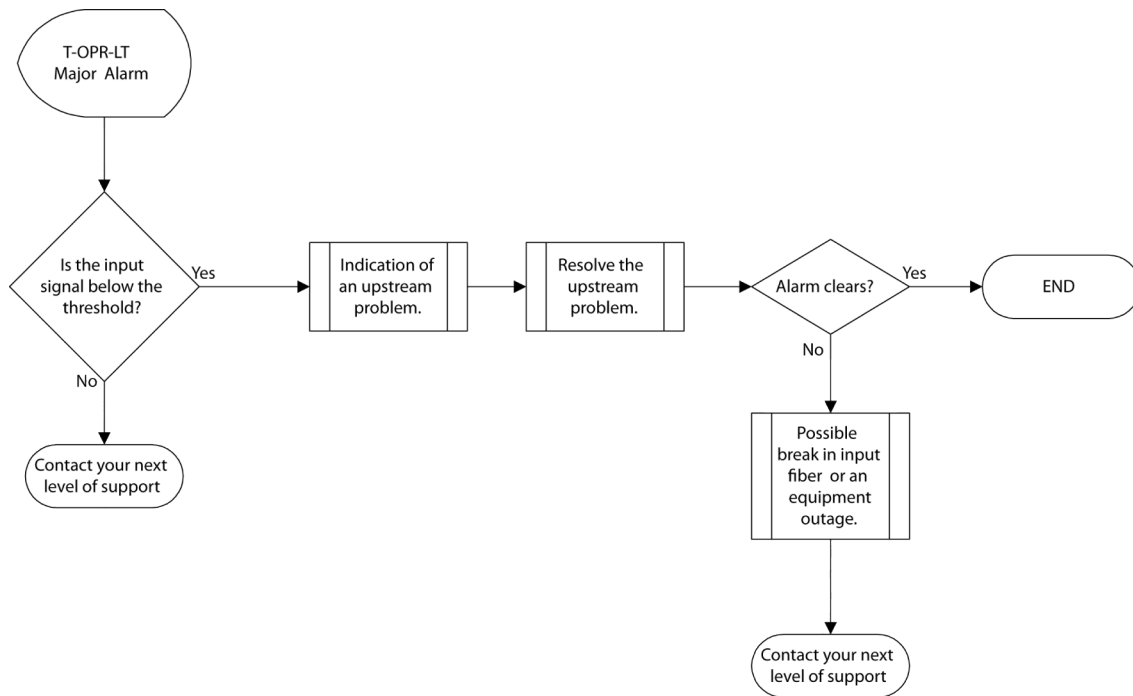 T-OPR-LT
Major Alarm
Is the input
signal below the
threshold?
Yes
No
Contact your next
level of support
Indication of
an upstream
problem.
Resolve the
upstream
problem.
Alarm clears?
Yes
END
No
Possible
break in input
fiber or an
equipment
outage.
Contact your next
level of support